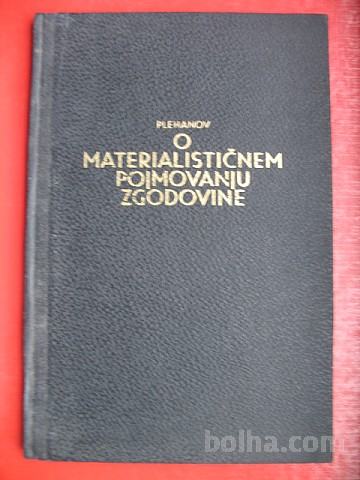 PLEHANOV
O
MATERIALISTIČNEM
POJMOVANJU
ZGODOVINE
bolha.com